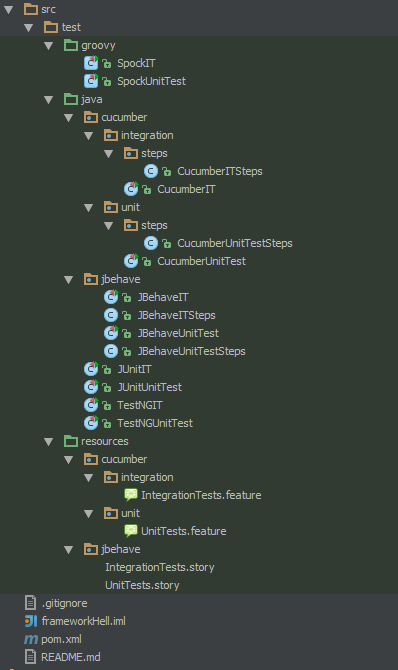 src
test
groovy
SpockIT
SpockUnitTest
java
cucumber
integration
steps
CucumberITSteps
CucumberIT
unit
steps
CucumberUnitTestSteps
CucumberUnitTest
jbehave
JBehaveIT
JBehaveITSteps
JBehaveUnitTest
JBehaveUnitTestSteps
JUnitIT
JUnitUnitTest
TestNGIT
TestNGUnitTest
resources
cucumber
integration
IntegrationTests.feature
unit
UnitTests.feature
jbehave
IntegrationTests.story
UnitTests.story
.gitignore
frameworkHell.iml
pom.xml
README.md